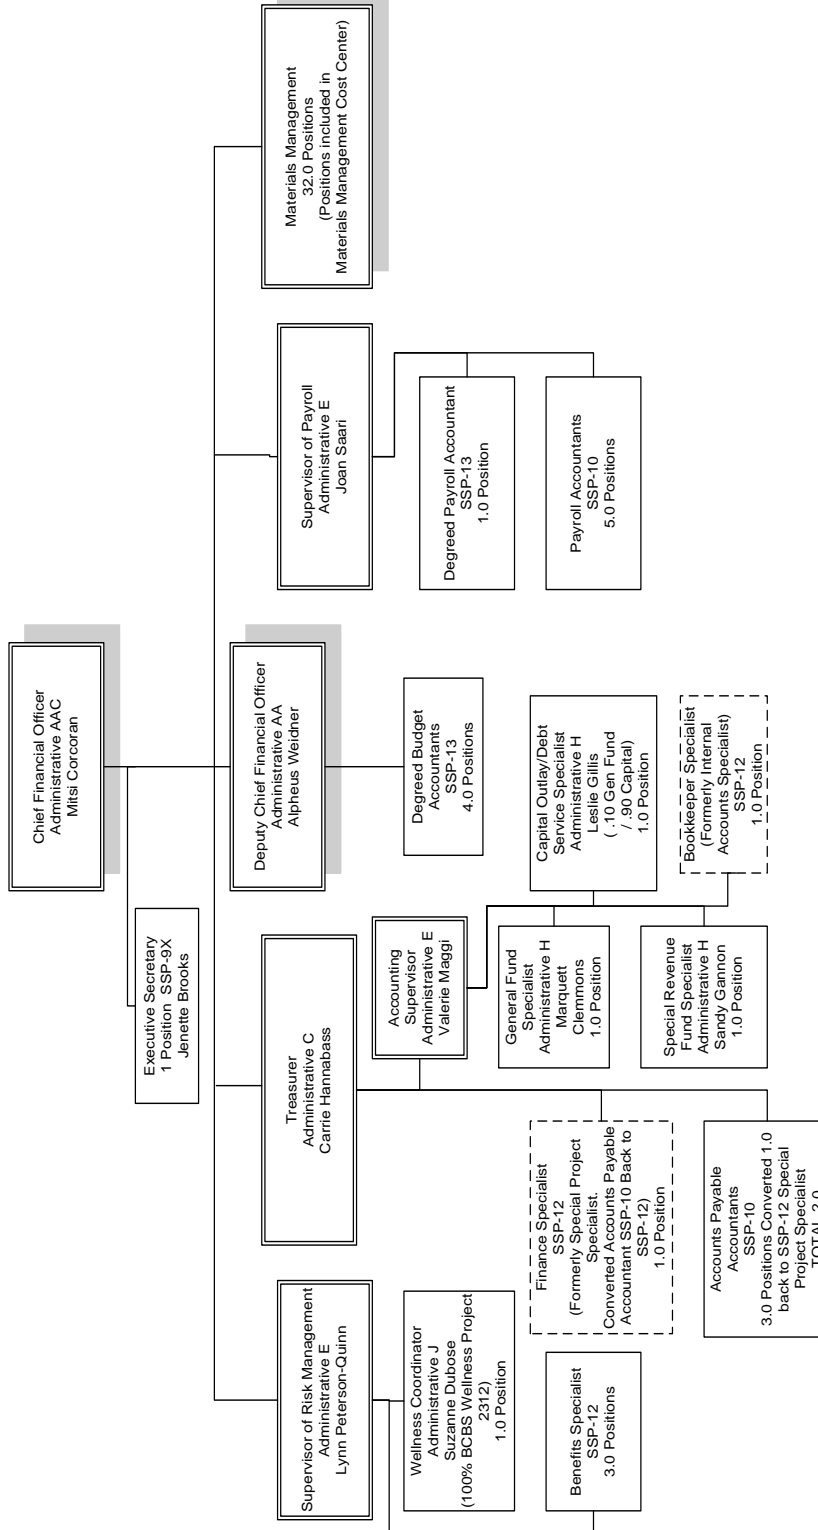 Chief Financial Officer
Administrative AAC
Mitsi Corcoran
Executive Secretary
1 Position  SSP-9X
Jenette Brooks
Supervisor of Risk Management
Administrative E
Lynn Peterson-Quinn
Treasurer
Administrative C
Carrie Hannabass
Deputy Chief Financial Officer
Administrative AA
Alpheus Weidner
Supervisor of Payroll
Administrative E
Joan Saari
Materials Management
32.0 Positions
(Positions included in
Materials Management Cost Center)
Wellness Coordinator
Administrative J
Suzanne Dubose
(100% BCBS Wellness Project
2312)
1.0 Position
Benefits Specialist
SSP-12
3.0 Positions
Accounting
Supervisor
Administrative E
Valerie Maggi
Degreed Budget
Accountants
SSP-13
4.0 Positions
Degreed Payroll Accountant
SSP-13
1.0 Position
Payroll Accountants
SSP-10
5.0 Positions
General Fund
Specialist
Administrative H
Marquett
Clemmons
1.0 Position
Capital Outlay/Debt
Service Specialist
Administrative H
Leslie Gillis
( .10 Gen Fund
/ .90 Capital)
1.0 Position
Finance Specialist
SSP-12
(Formerly Special Project
Specialist.
Converted Accounts Payable
Accountant SSP-10 Back to
SSP-12)
1.0 Position
Special Revenue
Fund Specialist
Administrative H
Sandy Gannon
1.0 Position
Bookkeeper Specialist
(Formerly Internal
Accounts Specialist)
SSP-12
1.0 Position
Accounts Payable
Accountants
SSP-10
3.0 Positions Converted 1.0
back to SSP-12 Special
Project Specialist
TOTAL 2.0